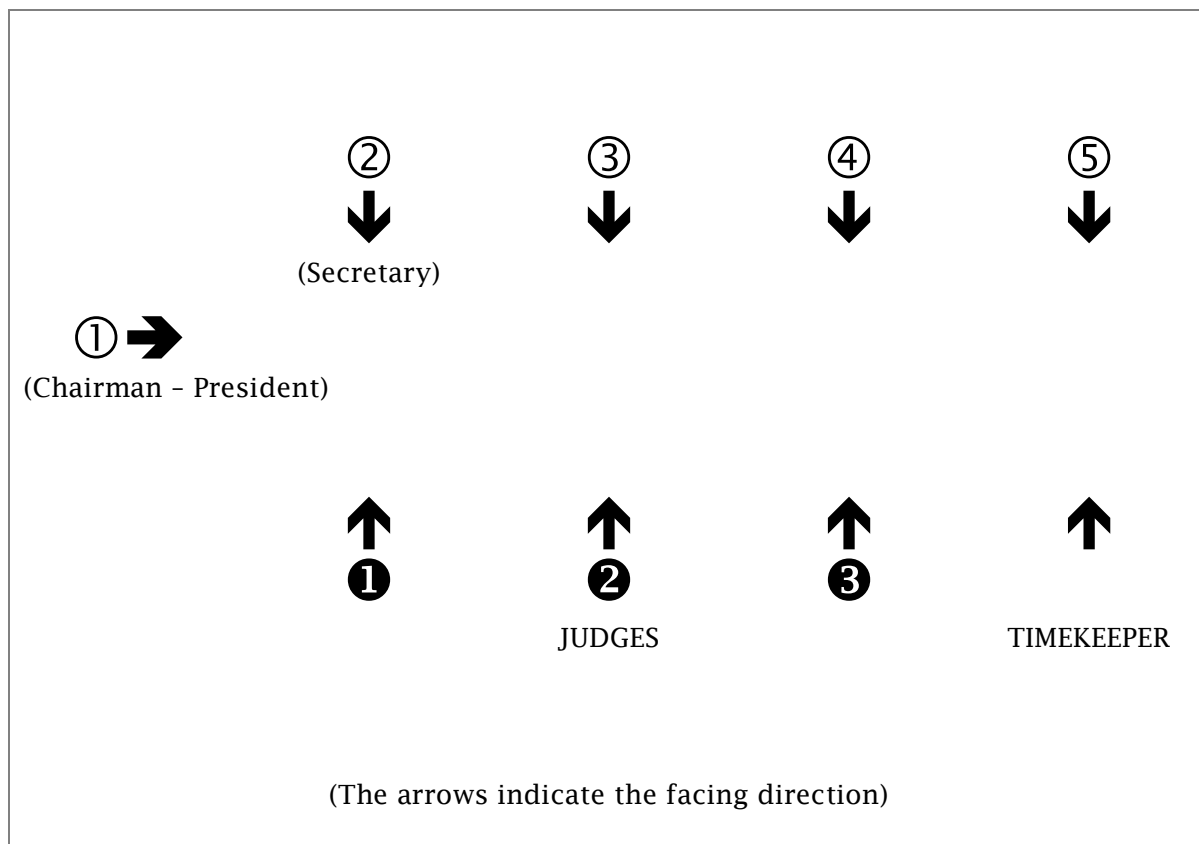 ② ③ ④ ⑤
(Secretary)
①
(Chairman – President)
❶ ❷ ❸
JUDGES TIMEKEEPER
(The arrows indicate the facing direction)